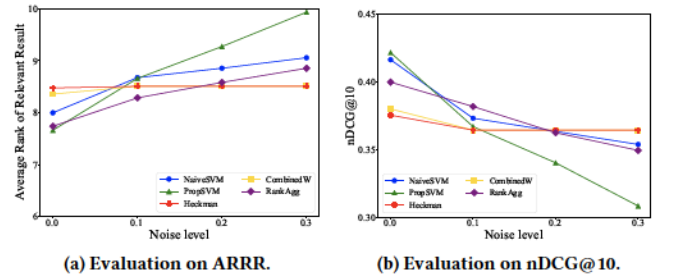 10
9
8
7
6
Average Rank of Relevant Result
0.0 0.1 0.2 0.3
Noise level
NaiveSVM CombinedW
PropSVM RankAgg
Heckman
(a) Evaluation on ARRR.
0.45
0.40
0.35
0.30
nDCG@10
0.0 0.1 0.2 0.3
Noise level
NaiveSVM CombinedW
PropSVM RankAgg
Heckman
(b) Evaluation on nDCG@10.